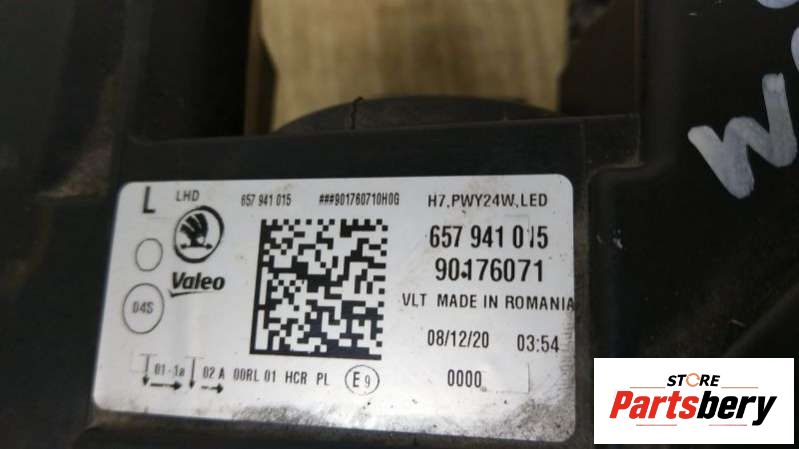 L LHD 657 941 015 ###901760710H0G H7,PWY24W,LED
657 941 015
Valeo 90176071
04S VLT MADE IN ROMANIA
08/12/20 03:54
01-1a 02 A 00RL 01 HCR PL E9 0000
STORE
Partsbery